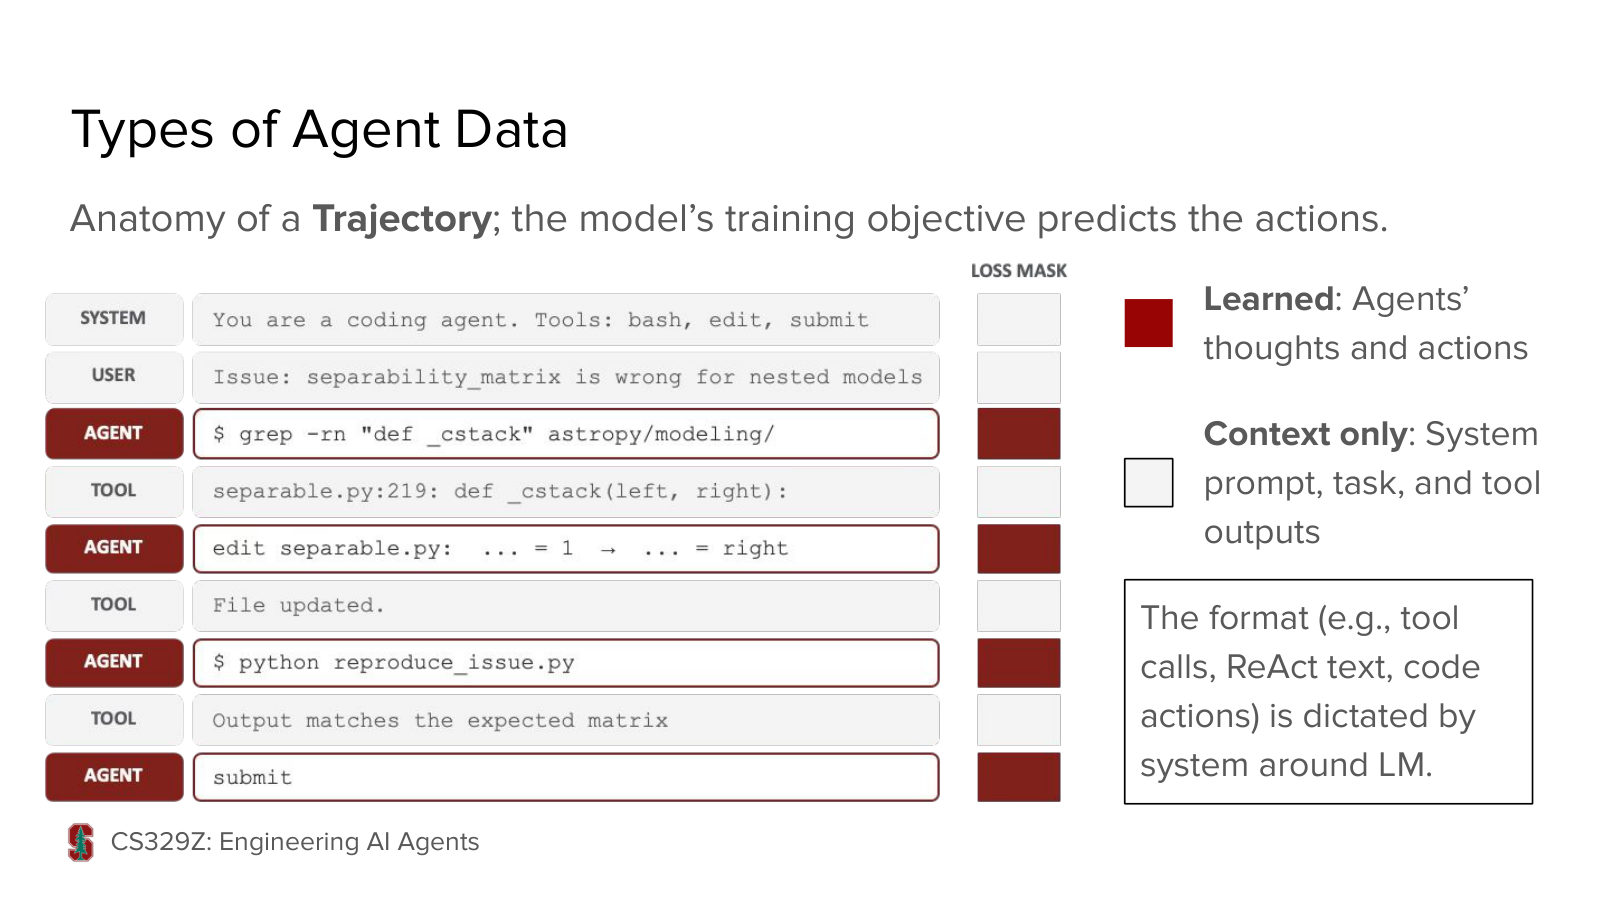 Types of Agent Data
Anatomy of a Trajectory; the model's training objective predicts the actions.
LOSS MASK
SYSTEM You are a coding agent. Tools: bash, edit, submit
USER Issue: separability_matrix is wrong for nested models
AGENT $ grep -rn "def _cstack" astropy/modeling/
TOOL separable.py:219: def _cstack(left, right):
AGENT edit separable.py: ... = 1 → ... = right
TOOL File updated.
AGENT $ python reproduce_issue.py
TOOL Output matches the expected matrix
AGENT submit
Learned: Agents'
thoughts and actions
Context only: System
prompt, task, and tool
outputs
The format (e.g., tool
calls, ReAct text, code
actions) is dictated by
system around LM.
CS329Z: Engineering AI Agents